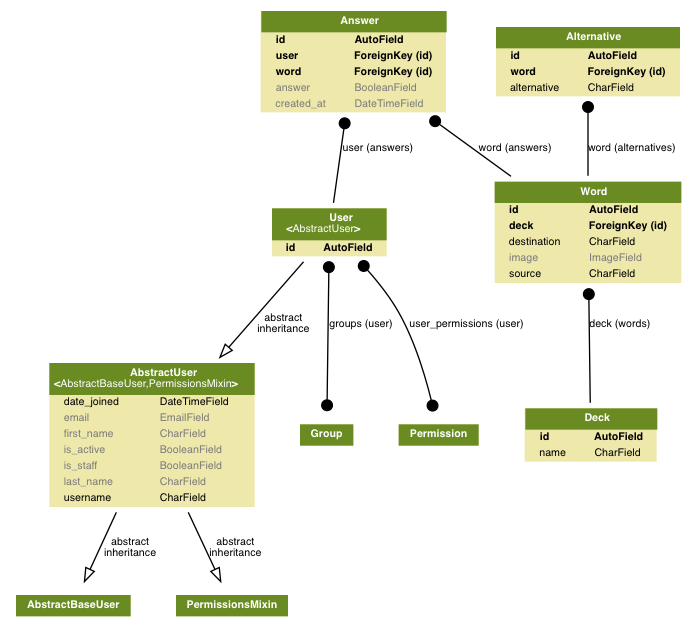 Answer
id AutoField
user ForeignKey (id)
word ForeignKey (id)
answer BooleanField
created_at DateTimeField
Alternative
id AutoField
word ForeignKey (id)
alternative CharField
user (answers)
word (answers)
word (alternatives)
Word
id AutoField
deck ForeignKey (id)
destination CharField
image ImageField
source CharField
User
<AbstractUser>
id AutoField
abstract
inheritance
groups (user)
user_permissions (user)
deck (words)
AbstractUser
<AbstractBaseUser,PermissionsMixin>
date_joined DateTimeField
email EmailField
first_name CharField
is_active BooleanField
is_staff BooleanField
last_name CharField
username CharField
Group
Permission
Deck
id AutoField
name CharField
abstract
inheritance
abstract
inheritance
AbstractBaseUser
PermissionsMixin